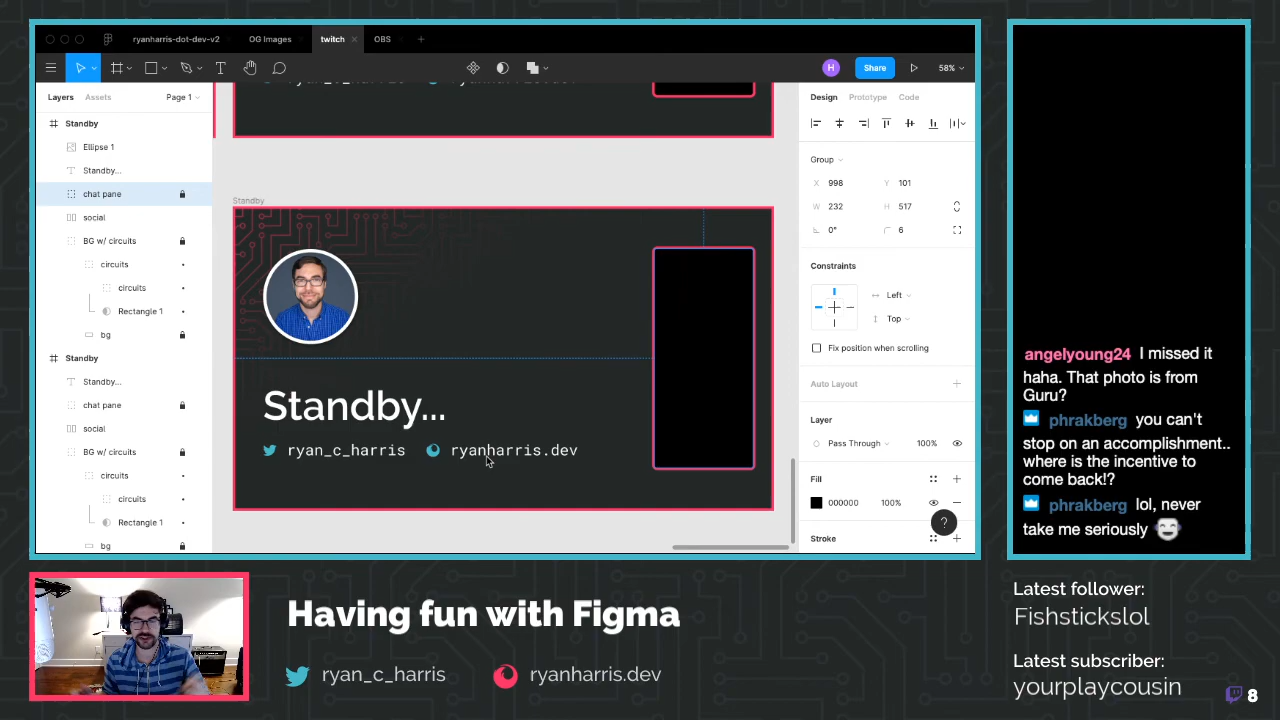 ryanharris-dot-dev-v2
OG Images
twitch
OBS
H
Share
58%
Layers
Assets
Page 1
Standby
Ellipse 1
Standby...
chat pane
social
BG w/ circuits
circuits
circuits
Rectangle 1
bg
Standby
Standby...
chat pane
social
BG w/ circuits
circuits
circuits
Rectangle 1
bg
Standby
Standby...
ryan_c_harris
ryanharris.dev
Design
Prototype
Code
Group
X 998
Y 101
W 232
H 517
0°
6
Constraints
Left
Top
Fix position when scrolling
Auto Layout
Layer
Pass Through
100%
Fill
000000
100%
?
Stroke
angelyoung24 I missed it
haha. That photo is from
Guru?
phrakberg you can't
stop on an accomplishment..
where is the incentive to
come back!?
phrakberg lol, never
take me seriously
Having fun with Figma
ryan_c_harris
ryanharris.dev
Latest follower:
Fishstickslol
Latest subscriber:
yourplaycousin
8